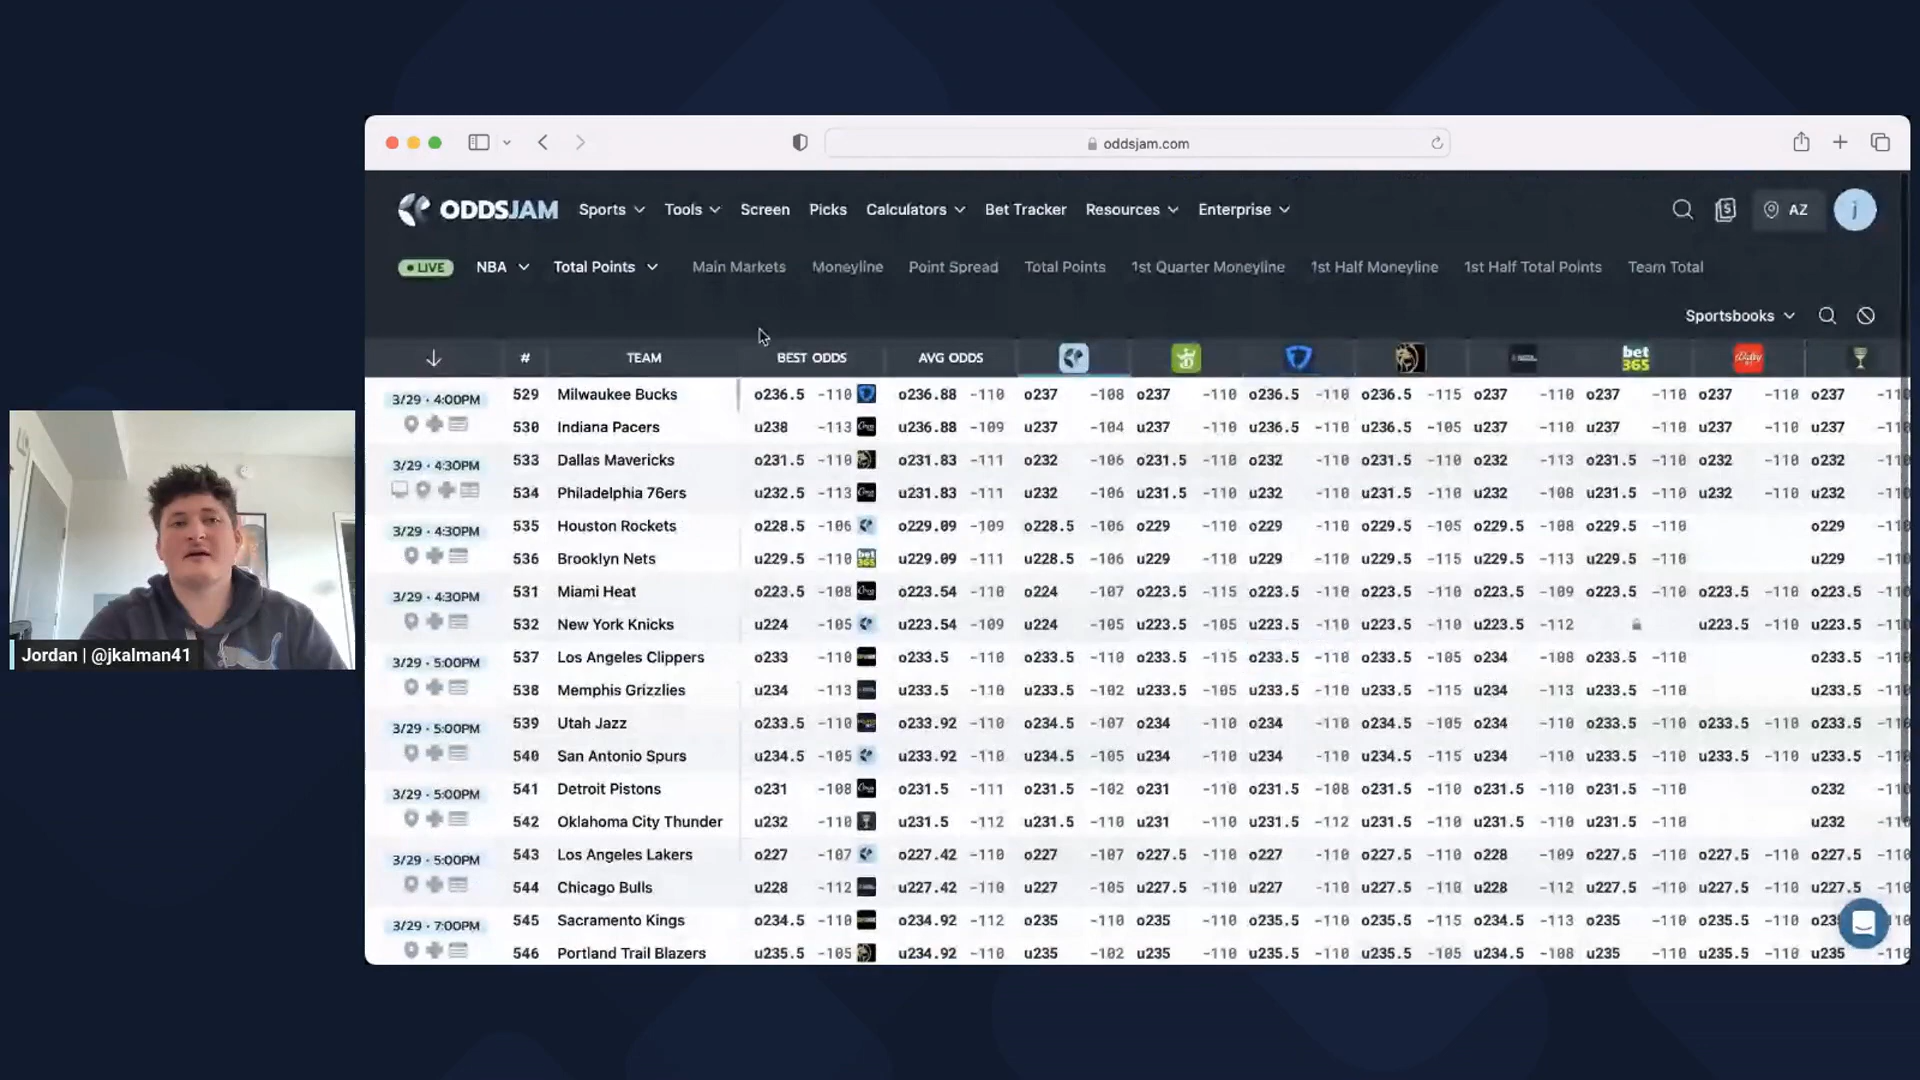 oddsjam.com
ODDSJAM Sports Tools Screen Picks Calculators Bet Tracker Resources Enterprise AZ j
LIVE NBA Total Points Main Markets Moneyline Point Spread Total Points 1st Quarter Moneyline 1st Half Moneyline 1st Half Total Points Team Total
Sportsbooks
# TEAM BEST ODDS AVG ODDS bet365
3/29 · 4:00PM 529 Milwaukee Bucks o236.5 -110 o236.88 -110 o237 -108 o237 -110 o236.5 -110 o236.5 -115 o237 -110 o237 -110 o237 -110 o237 -110
530 Indiana Pacers u238 -113 u236.88 -109 u237 -104 u237 -110 u236.5 -110 u236.5 -105 u237 -110 u237 -110 u237 -110 u237 -110
3/29 · 4:30PM 533 Dallas Mavericks o231.5 -110 o231.83 -111 o232 -106 o231.5 -110 o232 -110 o231.5 -110 o232 -113 o231.5 -110 o232 -110 o232 -110
534 Philadelphia 76ers u232.5 -113 u231.83 -111 u232 -106 u231.5 -110 u232 -110 u231.5 -110 u232 -108 u231.5 -110 u232 -110 u232 -110
3/29 · 4:30PM 535 Houston Rockets o228.5 -106 o229.09 -109 o228.5 -106 o229 -110 o229 -110 o229.5 -105 o229.5 -108 o229.5 -110 o229 -110
536 Brooklyn Nets u229.5 -110 bet365 u229.09 -111 u228.5 -106 u229 -110 u229 -110 u229.5 -115 u229.5 -113 u229.5 -110 u229 -110
3/29 · 4:30PM 531 Miami Heat o223.5 -108 o223.54 -110 o224 -107 o223.5 -115 o223.5 -110 o223.5 -110 o223.5 -109 o223.5 -110 o223.5 -110 o223.5 -110
532 New York Knicks u224 -105 u223.54 -109 u224 -105 u223.5 -105 u223.5 -110 u223.5 -110 u223.5 -112 u223.5 -110 u223.5 -110
3/29 · 5:00PM 537 Los Angeles Clippers o233 -110 o233.5 -110 o233.5 -110 o233.5 -115 o233.5 -110 o233.5 -105 o234 -108 o233.5 -110 o233.5 -110
538 Memphis Grizzlies u234 -113 u233.5 -110 u233.5 -102 u233.5 -105 u233.5 -110 u233.5 -115 u234 -113 u233.5 -110 u233.5 -110
3/29 · 5:00PM 539 Utah Jazz o233.5 -110 o233.92 -110 o234.5 -107 o234 -110 o234 -110 o234.5 -105 o234 -110 o233.5 -110 o233.5 -110 o233.5 -110
540 San Antonio Spurs u234.5 -105 u233.92 -110 u234.5 -105 u234 -110 u234 -110 u234.5 -115 u234 -110 u233.5 -110 u233.5 -110 u233.5 -110
3/29 · 5:00PM 541 Detroit Pistons o231 -108 o231.5 -111 o231.5 -102 o231 -110 o231.5 -108 o231.5 -110 o231.5 -110 o231.5 -110 o232 -110
542 Oklahoma City Thunder u232 -110 u231.5 -112 u231.5 -110 u231 -110 u231.5 -112 u231.5 -110 u231.5 -110 u231.5 -110 u232 -110
3/29 · 5:00PM 543 Los Angeles Lakers o227 -107 o227.42 -110 o227 -107 o227.5 -110 o227 -110 o227.5 -110 o228 -109 o227.5 -110 o227.5 -110 o227.5 -110
544 Chicago Bulls u228 -112 u227.42 -110 u227 -105 u227.5 -110 u227 -110 u227.5 -110 u228 -112 u227.5 -110 u227.5 -110 u227.5
3/29 · 7:00PM 545 Sacramento Kings o234.5 -110 o234.92 -112 o235 -110 o235 -110 o235.5 -110 o235.5 -115 o234.5 -113 o235 -110 o235.5 -110
546 Portland Trail Blazers u235.5 -105 u234.92 -110 u235 -102 u235 -110 u235.5 -110 u235.5 -105 u234.5 -108 u235 -110 u235.5 -110 u235 -110
Jordan | @jkalman41